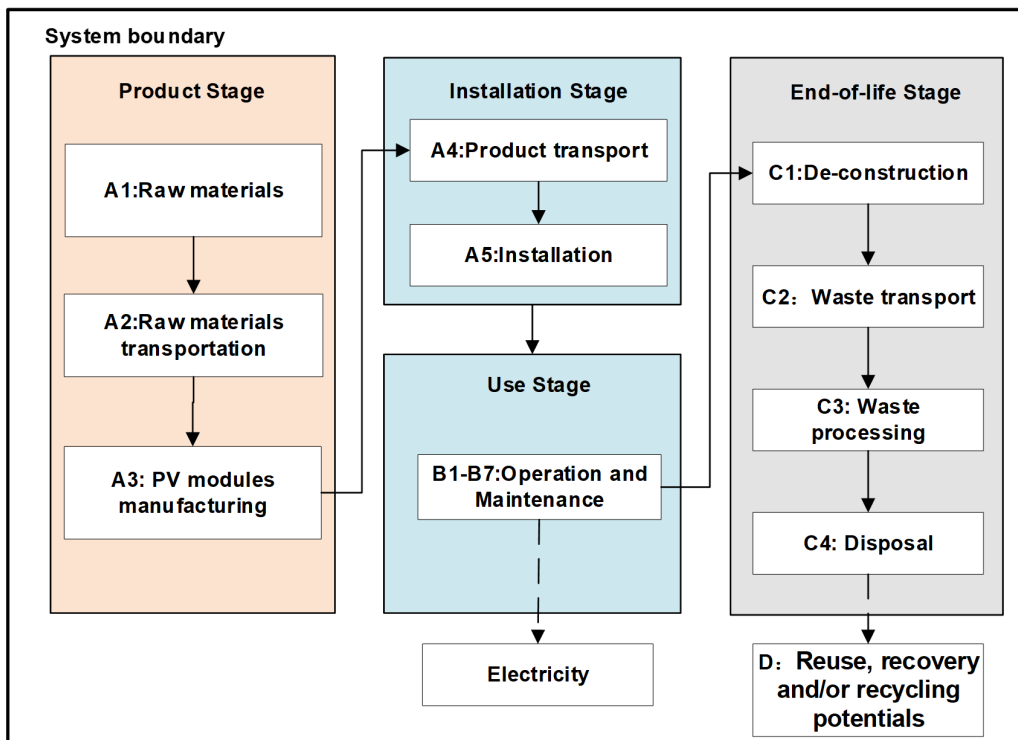 System boundary
Product Stage
A1:Raw materials
A2:Raw materials
transportation
A3: PV modules
manufacturing
Installation Stage
A4:Product transport
A5:Installation
Use Stage
B1-B7:Operation and
Maintenance
Electricity
End-of-life Stage
C1:De-construction
C2：Waste transport
C3: Waste
processing
C4: Disposal
D：Reuse, recovery
and/or recycling
potentials